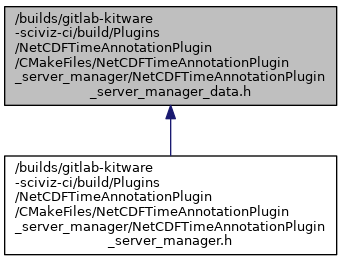 /builds/gitlab-kitware
-sciviz-ci/build/Plugins
/NetCDFTimeAnnotationPlugin
/CMakeFiles/NetCDFTimeAnnotationPlugin
_server_manager/NetCDFTimeAnnotationPlugin
_server_manager_data.h
/builds/gitlab-kitware
-sciviz-ci/build/Plugins
/NetCDFTimeAnnotationPlugin
/CMakeFiles/NetCDFTimeAnnotationPlugin
_server_manager/NetCDFTimeAnnotationPlugin
_server_manager.h